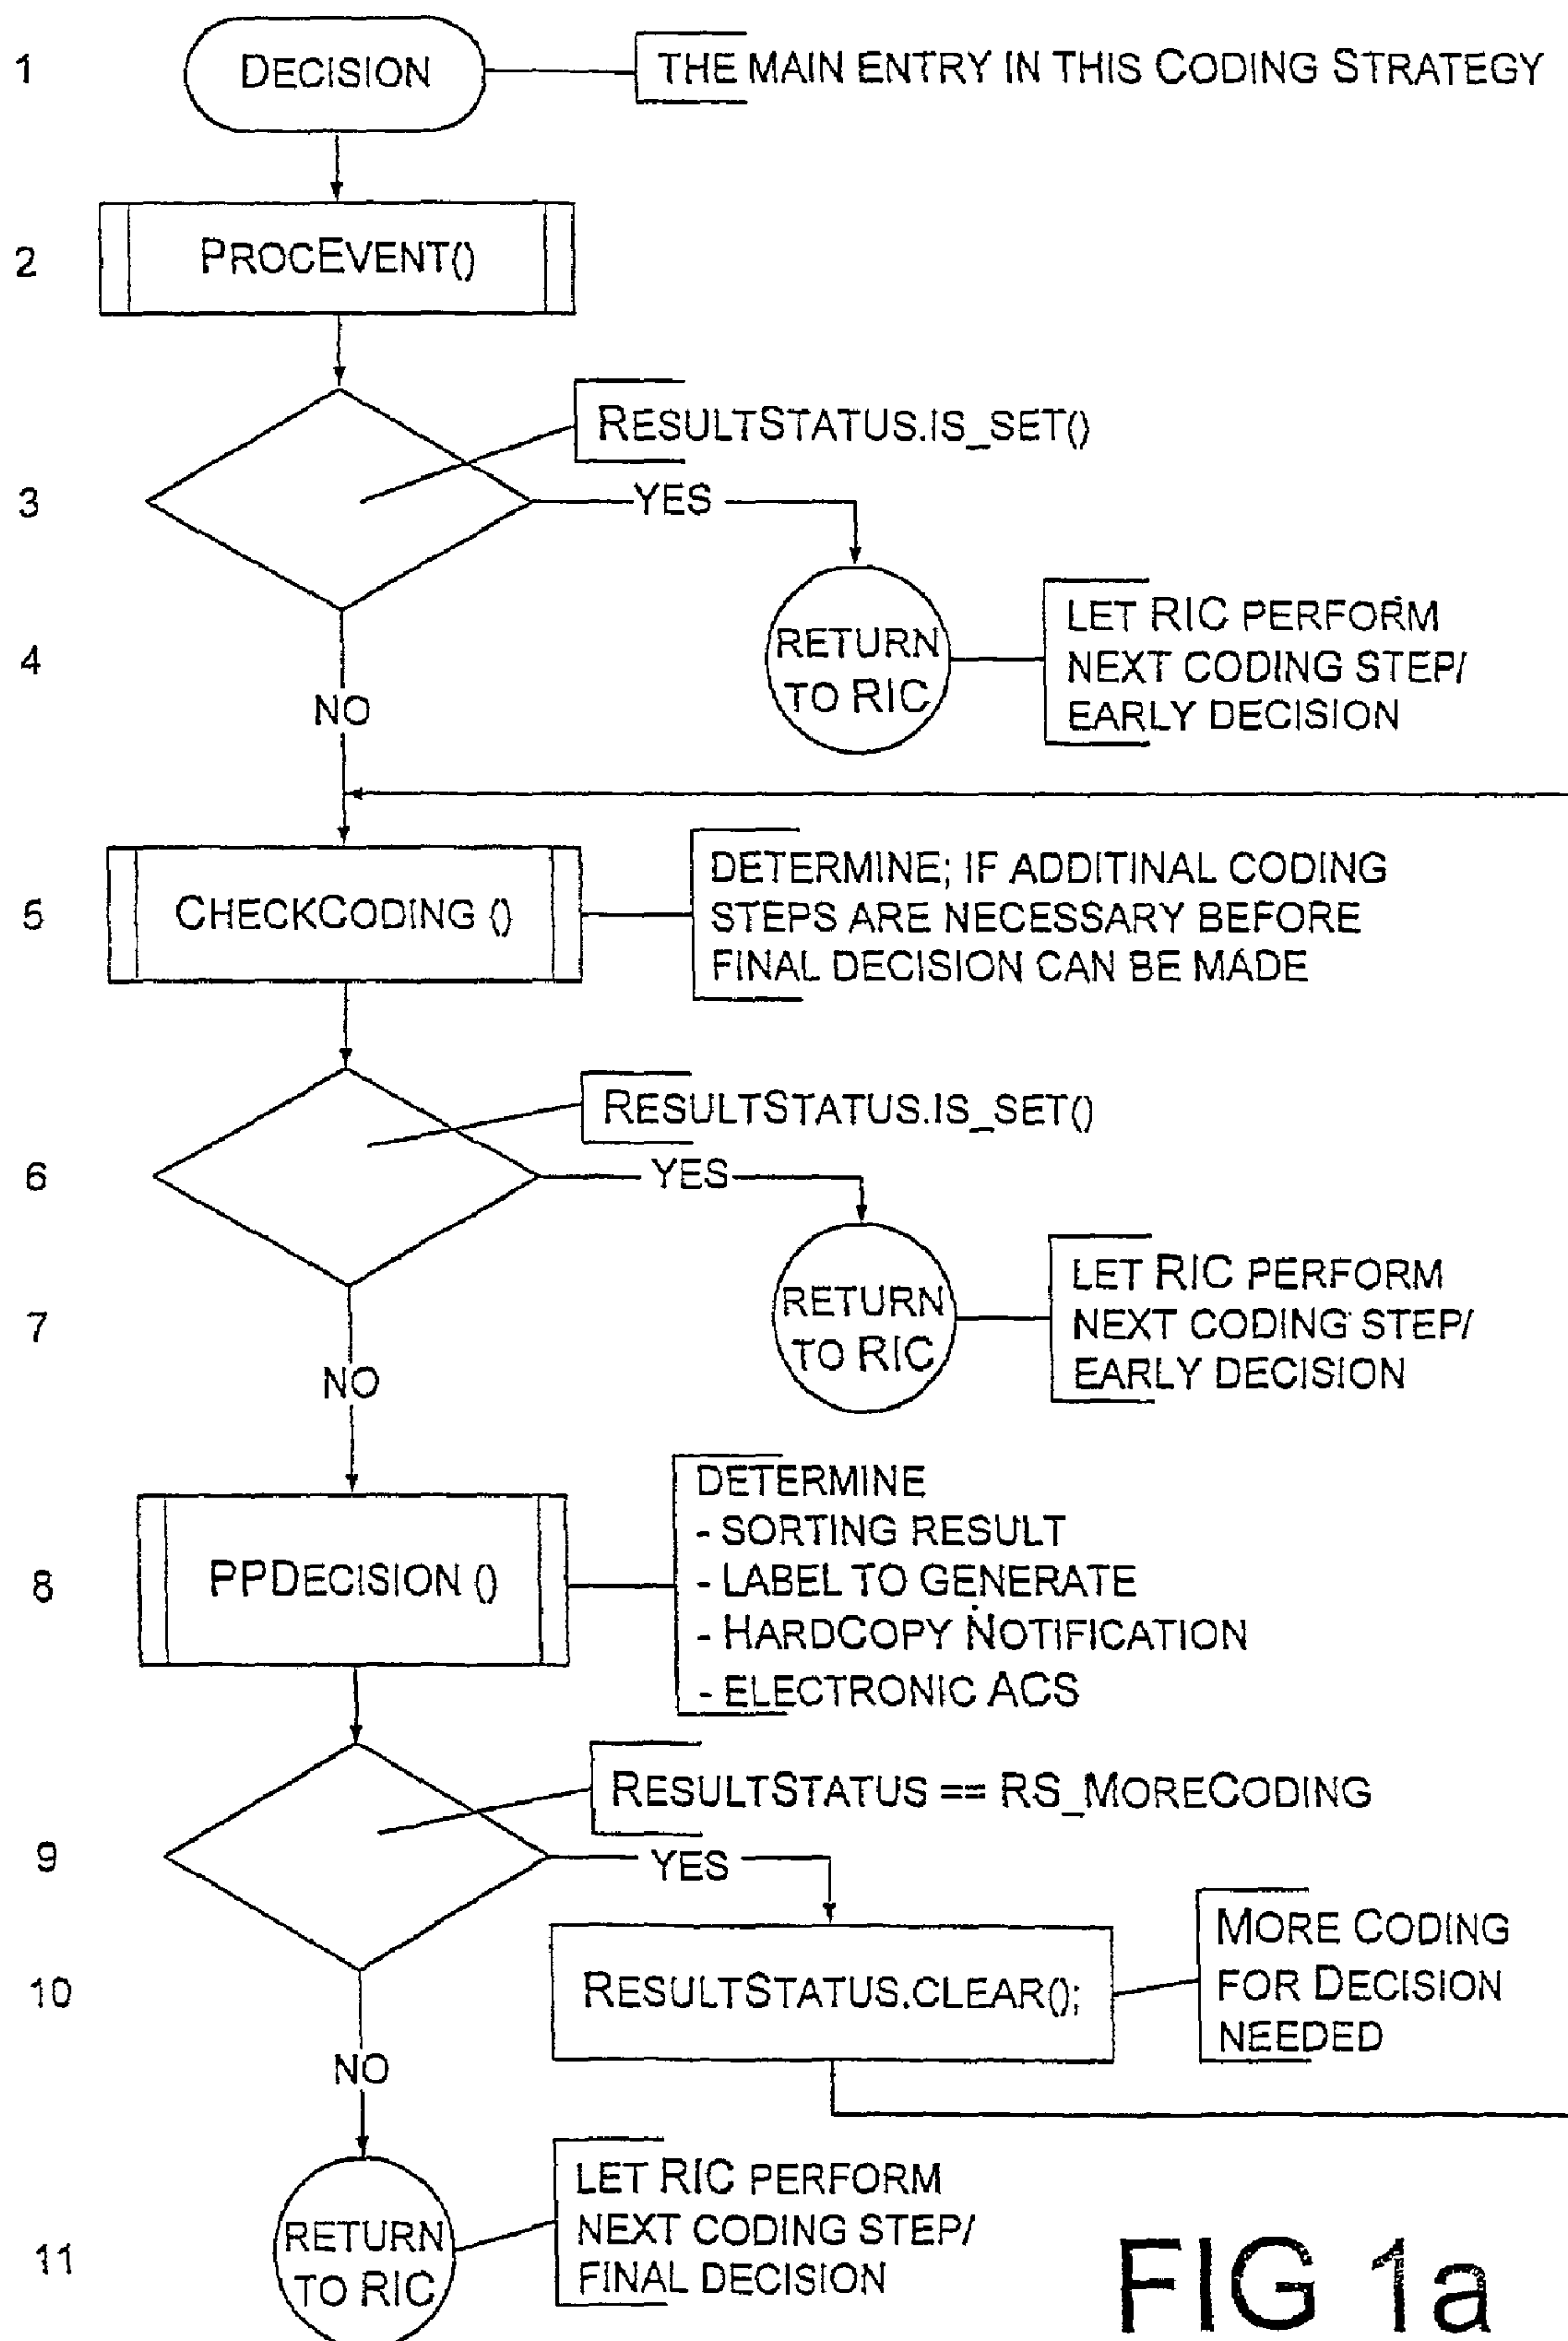 1
DECISION
THE MAIN ENTRY IN THIS CODING STRATEGY
2
PROCEVENT()
RESULTSTATUS.IS_SET()
3
YES
4
RETURN
TO RIC
LET RIC PERFORM
NEXT CODING STEP/
EARLY DECISION
NO
5
CHECKCODING ()
DETERMINE; IF ADDITINAL CODING
STEPS ARE NECESSARY BEFORE
FINAL DECISION CAN BE MADE
RESULTSTATUS.IS_SET()
6
YES
7
RETURN
TO RIC
LET RIC PERFORM
NEXT CODING STEP/
EARLY DECISION
NO
8
PPDECISION ()
DETERMINE
- SORTING RESULT
- LABEL TO GENERATE
- HARDCOPY NOTIFICATION
- ELECTRONIC ACS
RESULTSTATUS == RS_MORECODING
9
YES
10
RESULTSTATUS.CLEAR();
MORE CODING
FOR DECISION
NEEDED
NO
11
RETURN
TO RIC
LET RIC PERFORM
NEXT CODING STEP/
FINAL DECISION
FIG 1a